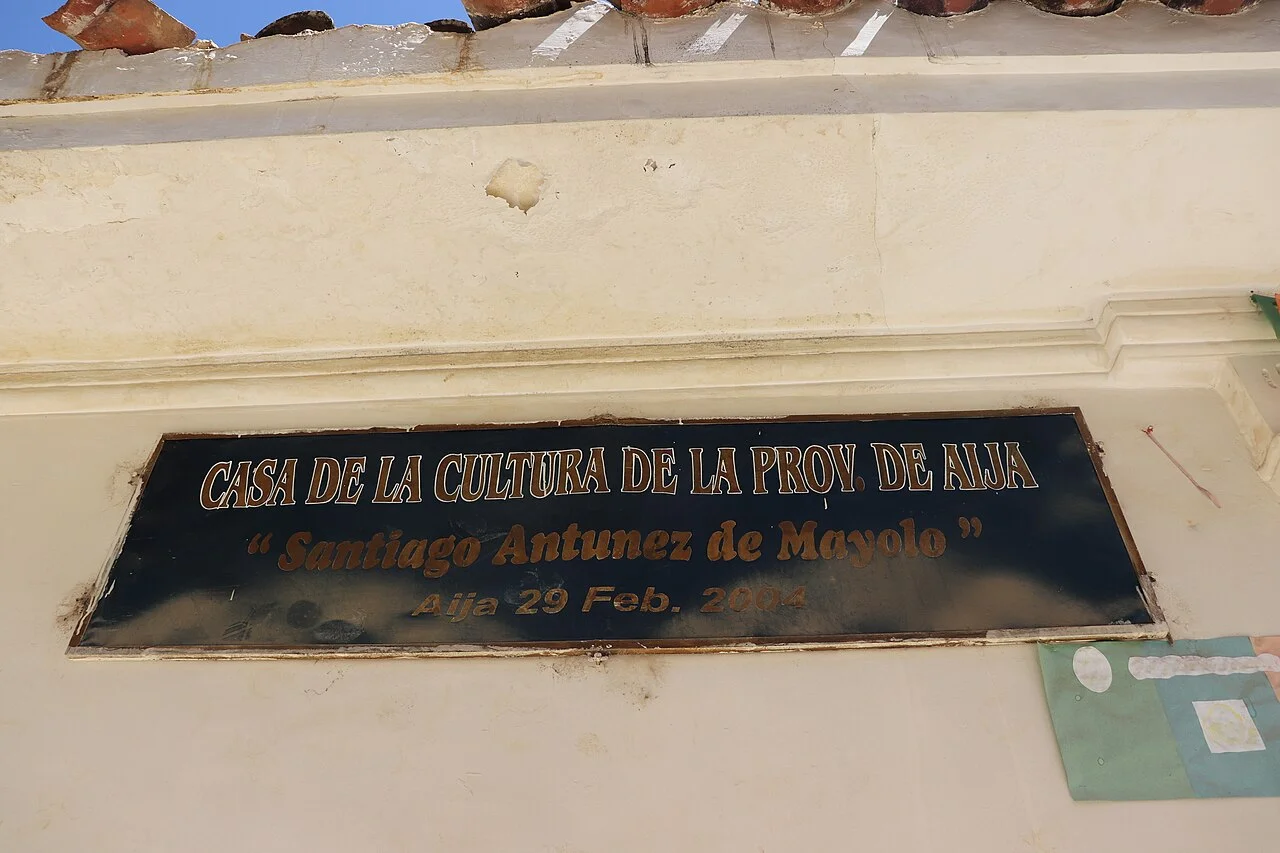 CASA DE LA CULTURA DE LA PROV. DE AIJA
“Santiago Antunez de Mayolo”
Aija 29 Feb. 2004